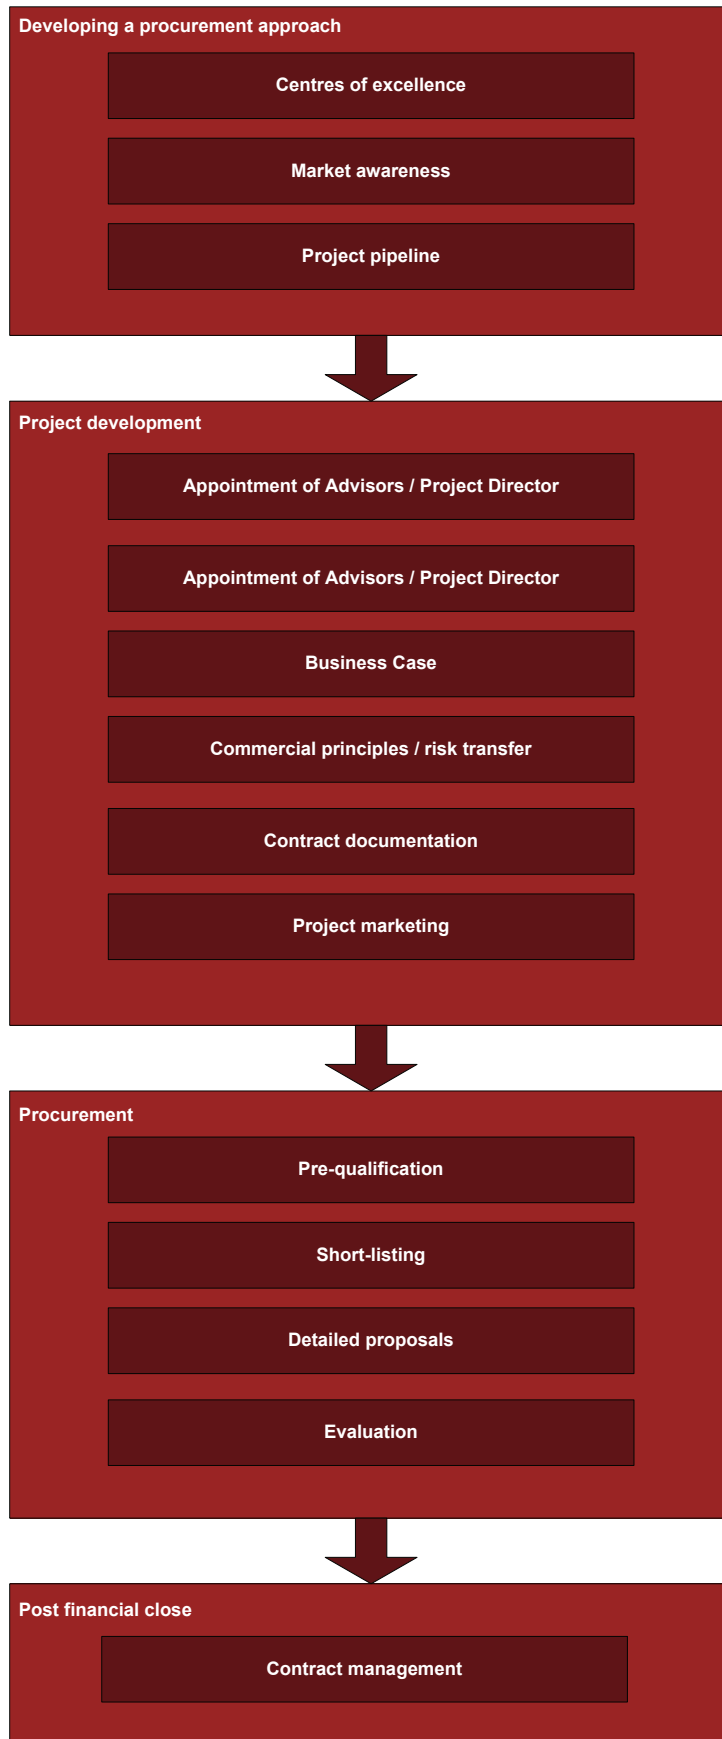 Developing a procurement approach
Centres of excellence
Market awareness
Project pipeline
Project development
Appointment of Advisors / Project Director
Appointment of Advisors / Project Director
Business Case
Commercial principles / risk transfer
Contract documentation
Project marketing
Procurement
Pre-qualification
Short-listing
Detailed proposals
Evaluation
Post financial close
Contract management